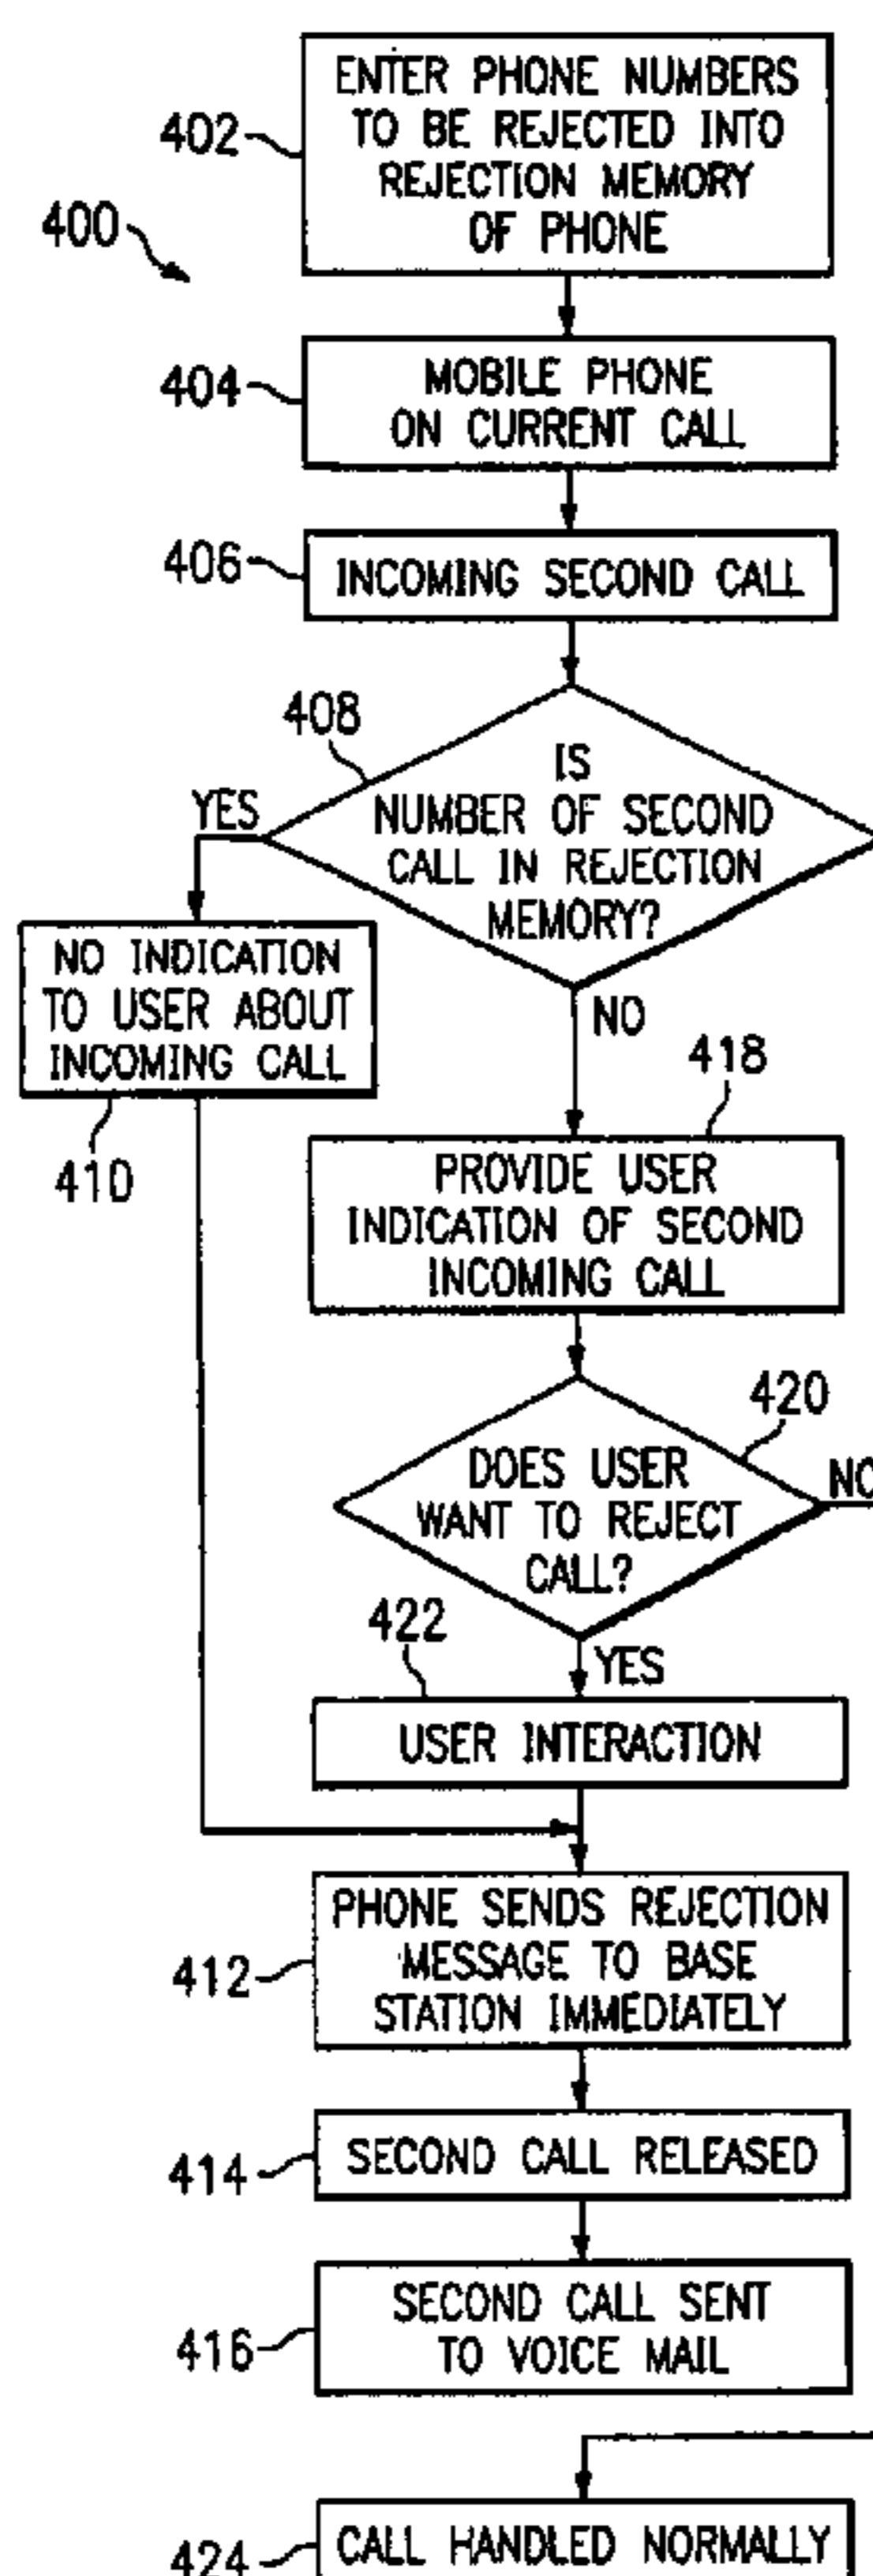 ENTER PHONE NUMBERS
TO BE REJECTED INTO
REJECTION MEMORY
OF PHONE
402
400
MOBILE PHONE
ON CURRENT CALL
404
INCOMING SECOND CALL
406
408
IS
NUMBER OF SECOND
CALL IN REJECTION
MEMORY?
YES
NO INDICATION
TO USER ABOUT
INCOMING CALL
410
NO
418
PROVIDE USER
INDICATION OF SECOND
INCOMING CALL
420
DOES USER
WANT TO REJECT
CALL?
NO
422
YES
USER INTERACTION
PHONE SENDS REJECTION
MESSAGE TO BASE
STATION IMMEDIATELY
412
SECOND CALL RELEASED
414
SECOND CALL SENT
TO VOICE MAIL
416
CALL HANDLED NORMALLY
424